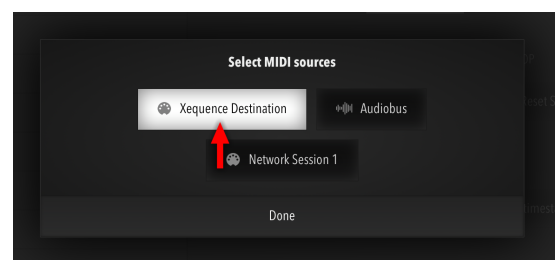 Select MIDI sources
Xequence Destination
Audiobus
Network Session 1
Done